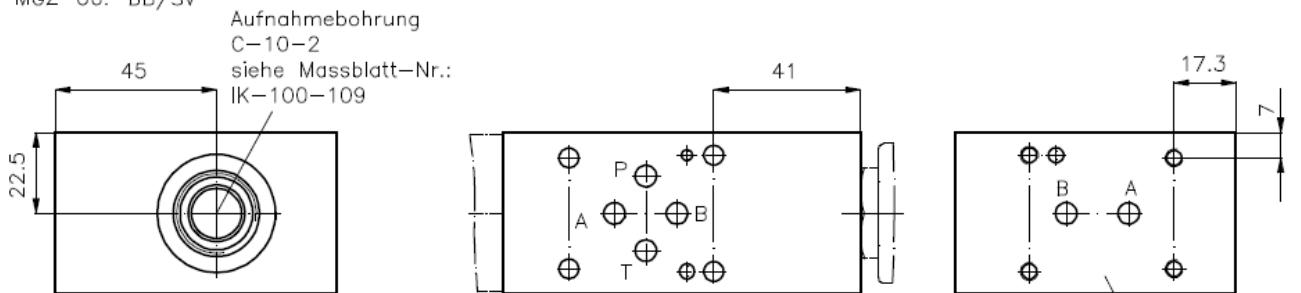 Aufnahmebohrung
C-10-2
siehe Massblatt-Nr.:
IK-100-109
45
22.5
41
P
A
B
T
17.3
7
B
A